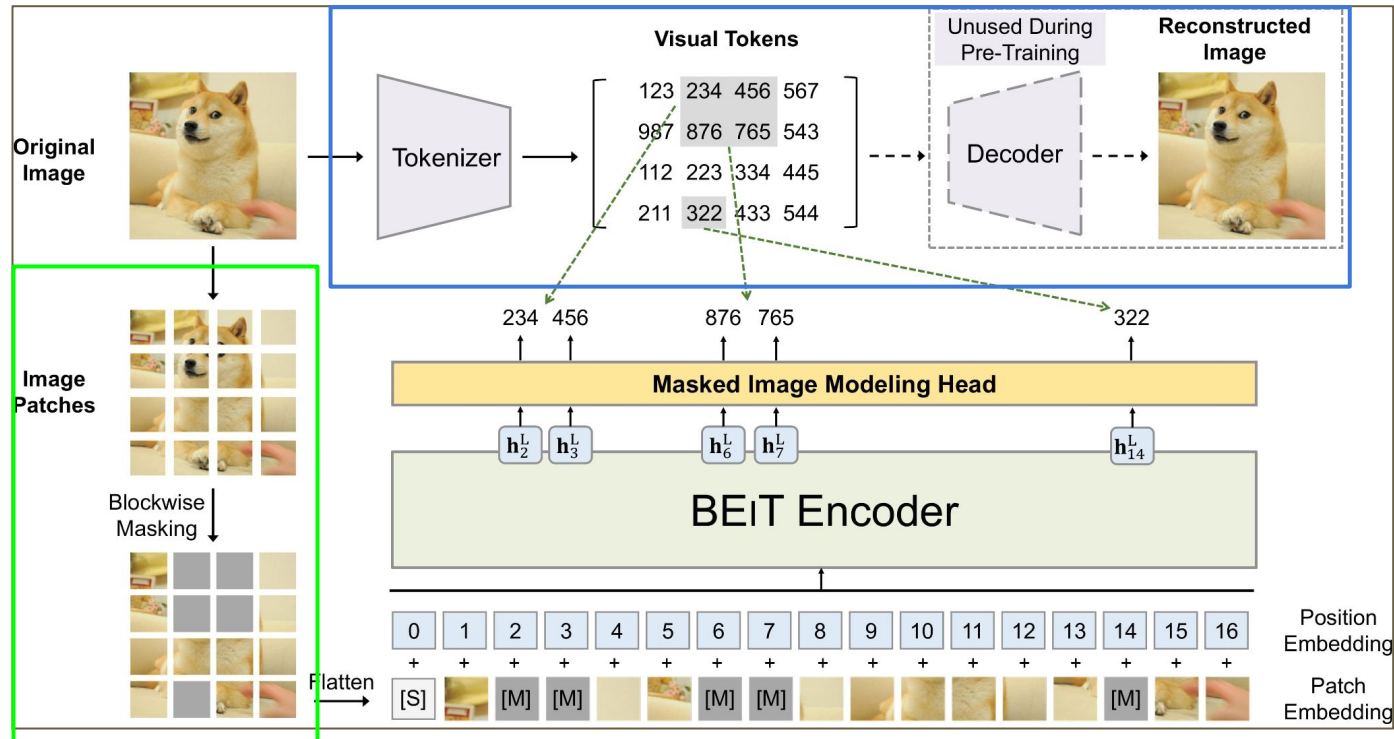 Original
Image
Tokenizer
Visual Tokens
123 234 456 567
987 876 765 543
112 223 334 445
211 322 433 544
Unused During
Pre-Training
Decoder
Reconstructed
Image
Image
Patches
Blockwise
Masking
Flatten
234 456 876 765 322
Masked Image Modeling Head
h₂ᴸ h₃ᴸ h₆ᴸ h₇ᴸ h₁₄ᴸ
BEIT Encoder
0 1 2 3 4 5 6 7 8 9 10 11 12 13 14 15 16
Position
Embedding
+ + + + + + + + + + + + + + + + +
[S] [M] [M] [M] [M] [M]
Patch
Embedding